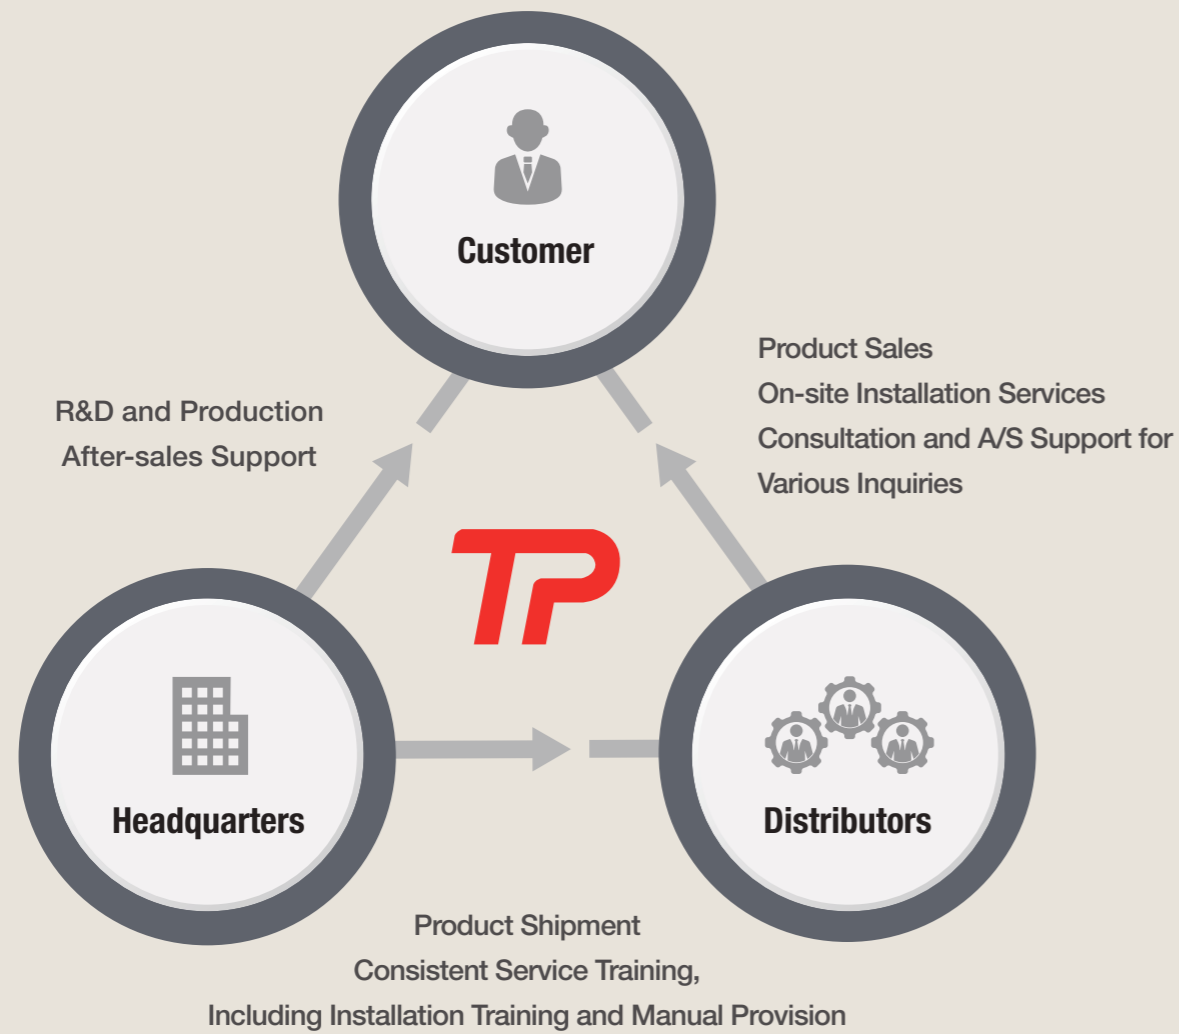 Customer
Product Sales
On-site Installation Services
Consultation and A/S Support for
Various Inquiries
R&D and Production
After-sales Support
TP
Headquarters
Distributors
Product Shipment
Consistent Service Training,
Including Installation Training and Manual Provision